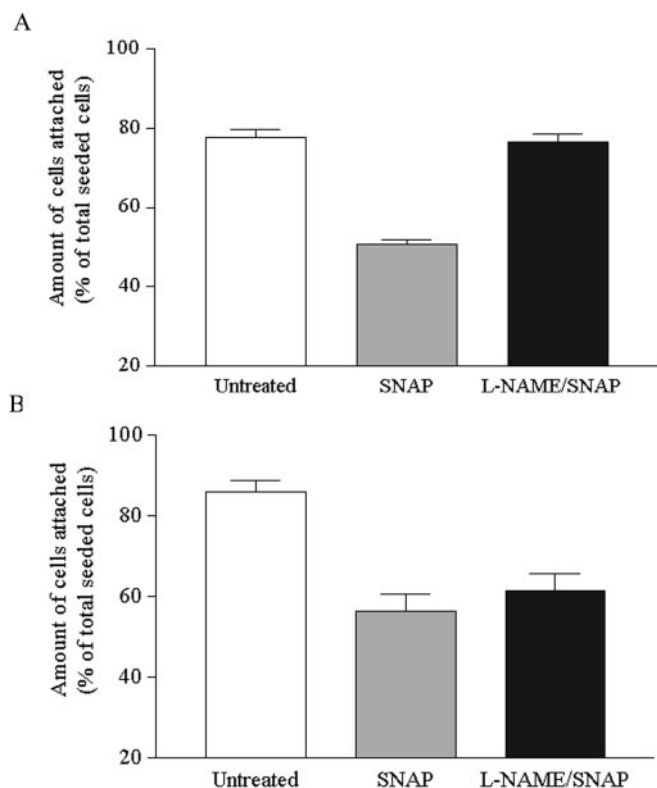 A
Amount of cells attached
(% of total seeded cells)
100
80
60
40
20
Untreated SNAP L-NAME/SNAP
B
Amount of cells attached
(% of total seeded cells)
100
80
60
40
20
Untreated SNAP L-NAME/SNAP